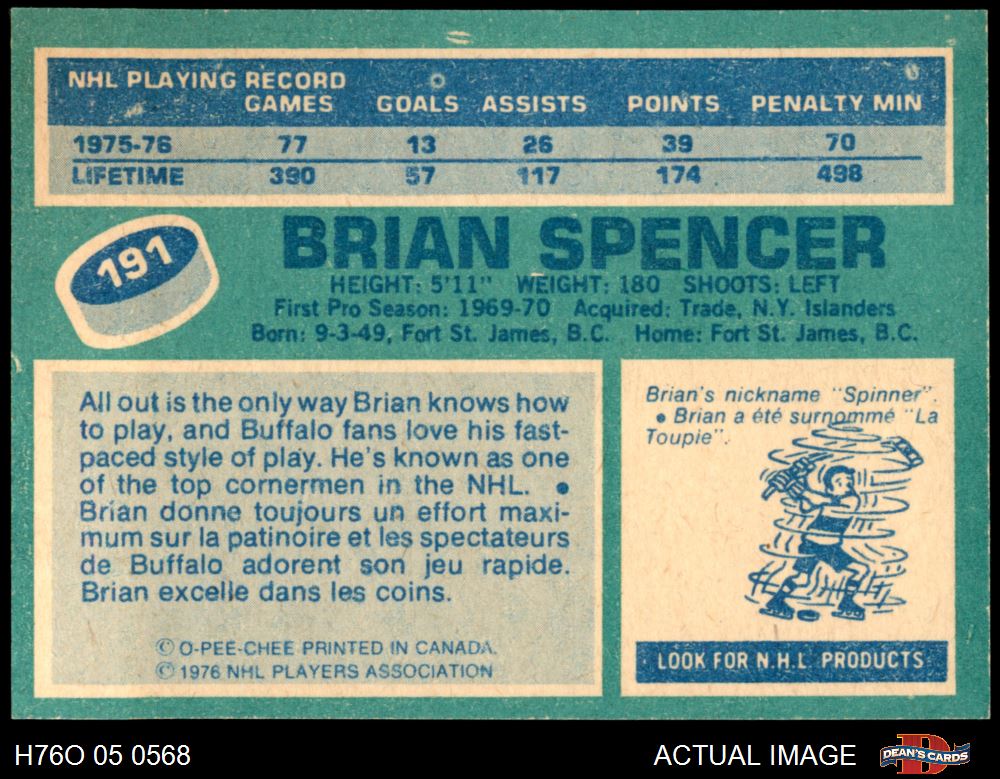 NHL PLAYING RECORD
GAMES GOALS ASSISTS POINTS PENALTY MIN
1975-76 77 13 26 39 70
LIFETIME 390 57 117 174 498
191
BRIAN SPENCER
HEIGHT: 5'11" WEIGHT: 180 SHOOTS: LEFT
First Pro Season: 1969-70 Acquired: Trade, N.Y. Islanders
Born: 9-3-49, Fort St. James, B.C. Home: Fort St. James, B.C.
All out is the only way Brian knows how
to play, and Buffalo fans love his fast-
paced style of play. He's known as one
of the top cornermen in the NHL. •
Brian donne toujours un effort maxi-
mum sur la patinoire et les spectateurs
de Buffalo adorent son jeu rapide.
Brian excelle dans les coins.
© O-PEE-CHEE PRINTED IN CANADA.
© 1976 NHL PLAYERS ASSOCIATION
Brian's nickname "Spinner".
• Brian a été surnommé "La
Toupie".
LOOK FOR N.H.L. PRODUCTS
H76O 05 0568
ACTUAL IMAGE
D
DEAN'S CARDS